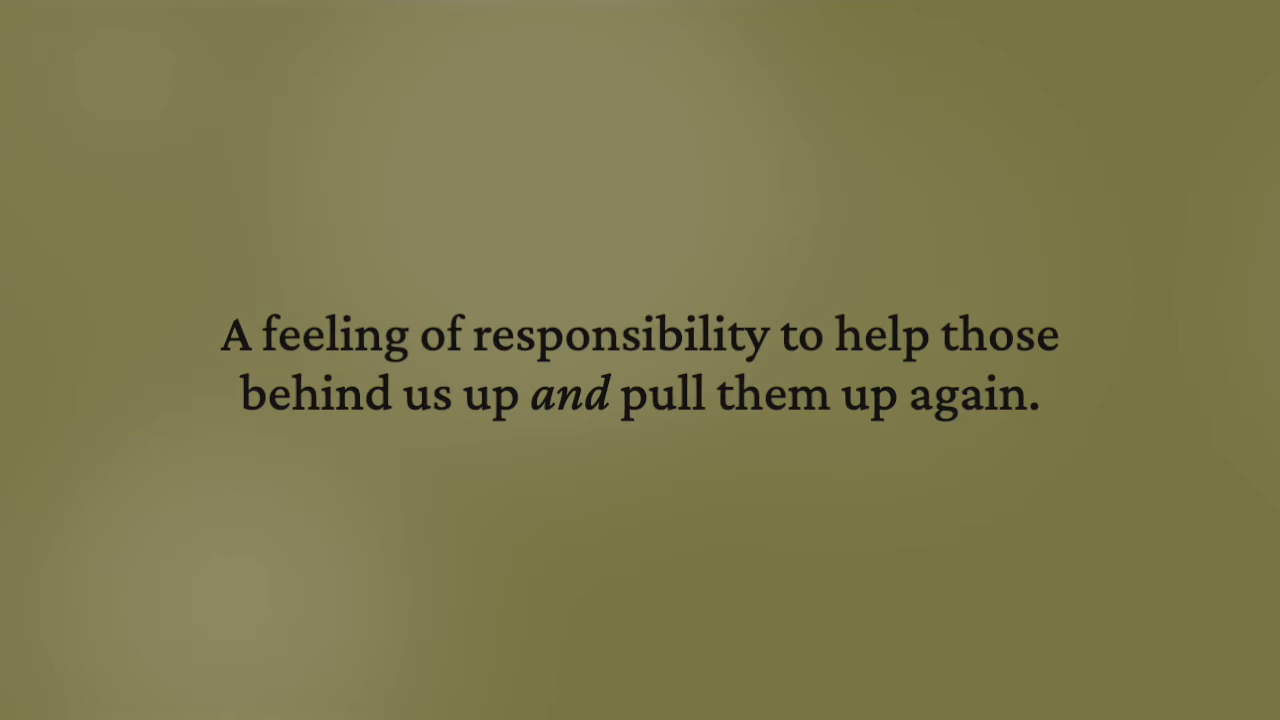 A feeling of responsibility to help those
behind us up and pull them up again.